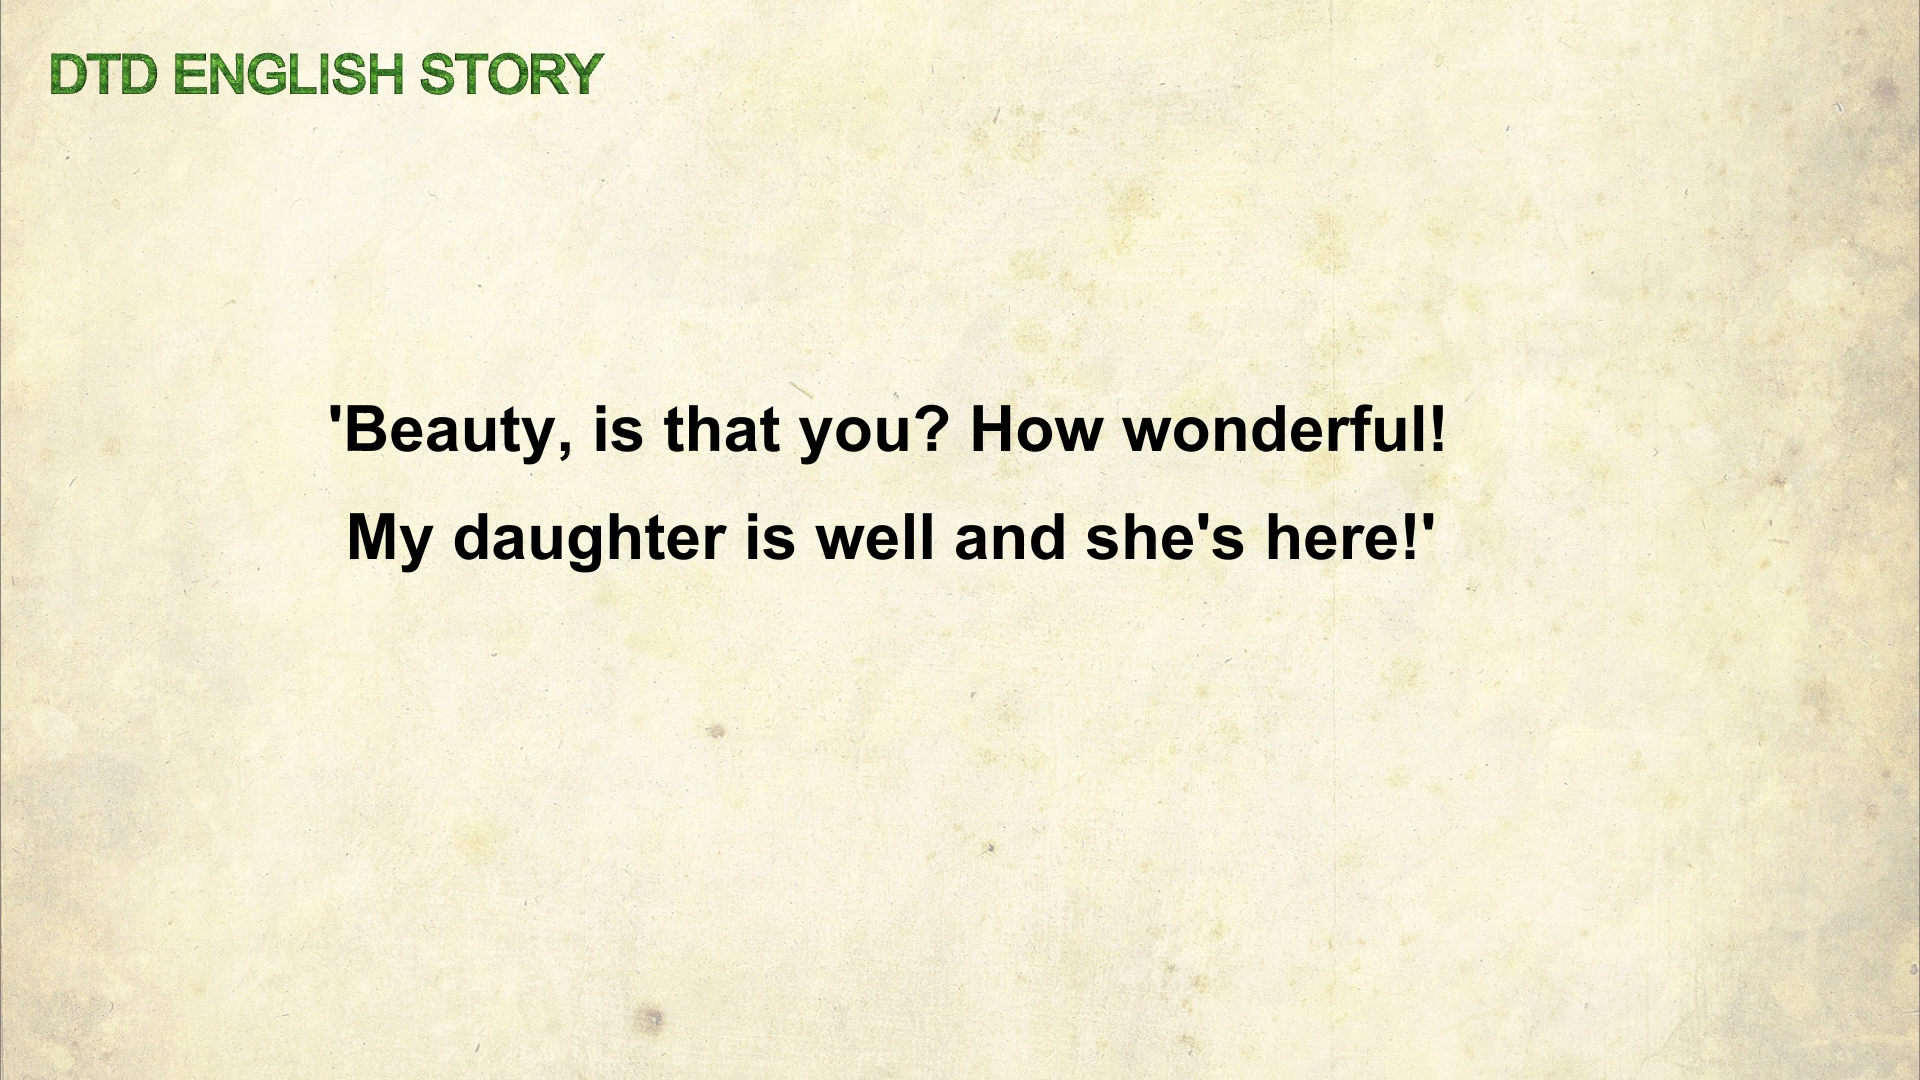 DTD ENGLISH STORY
'Beauty, is that you? How wonderful!
My daughter is well and she's here!'